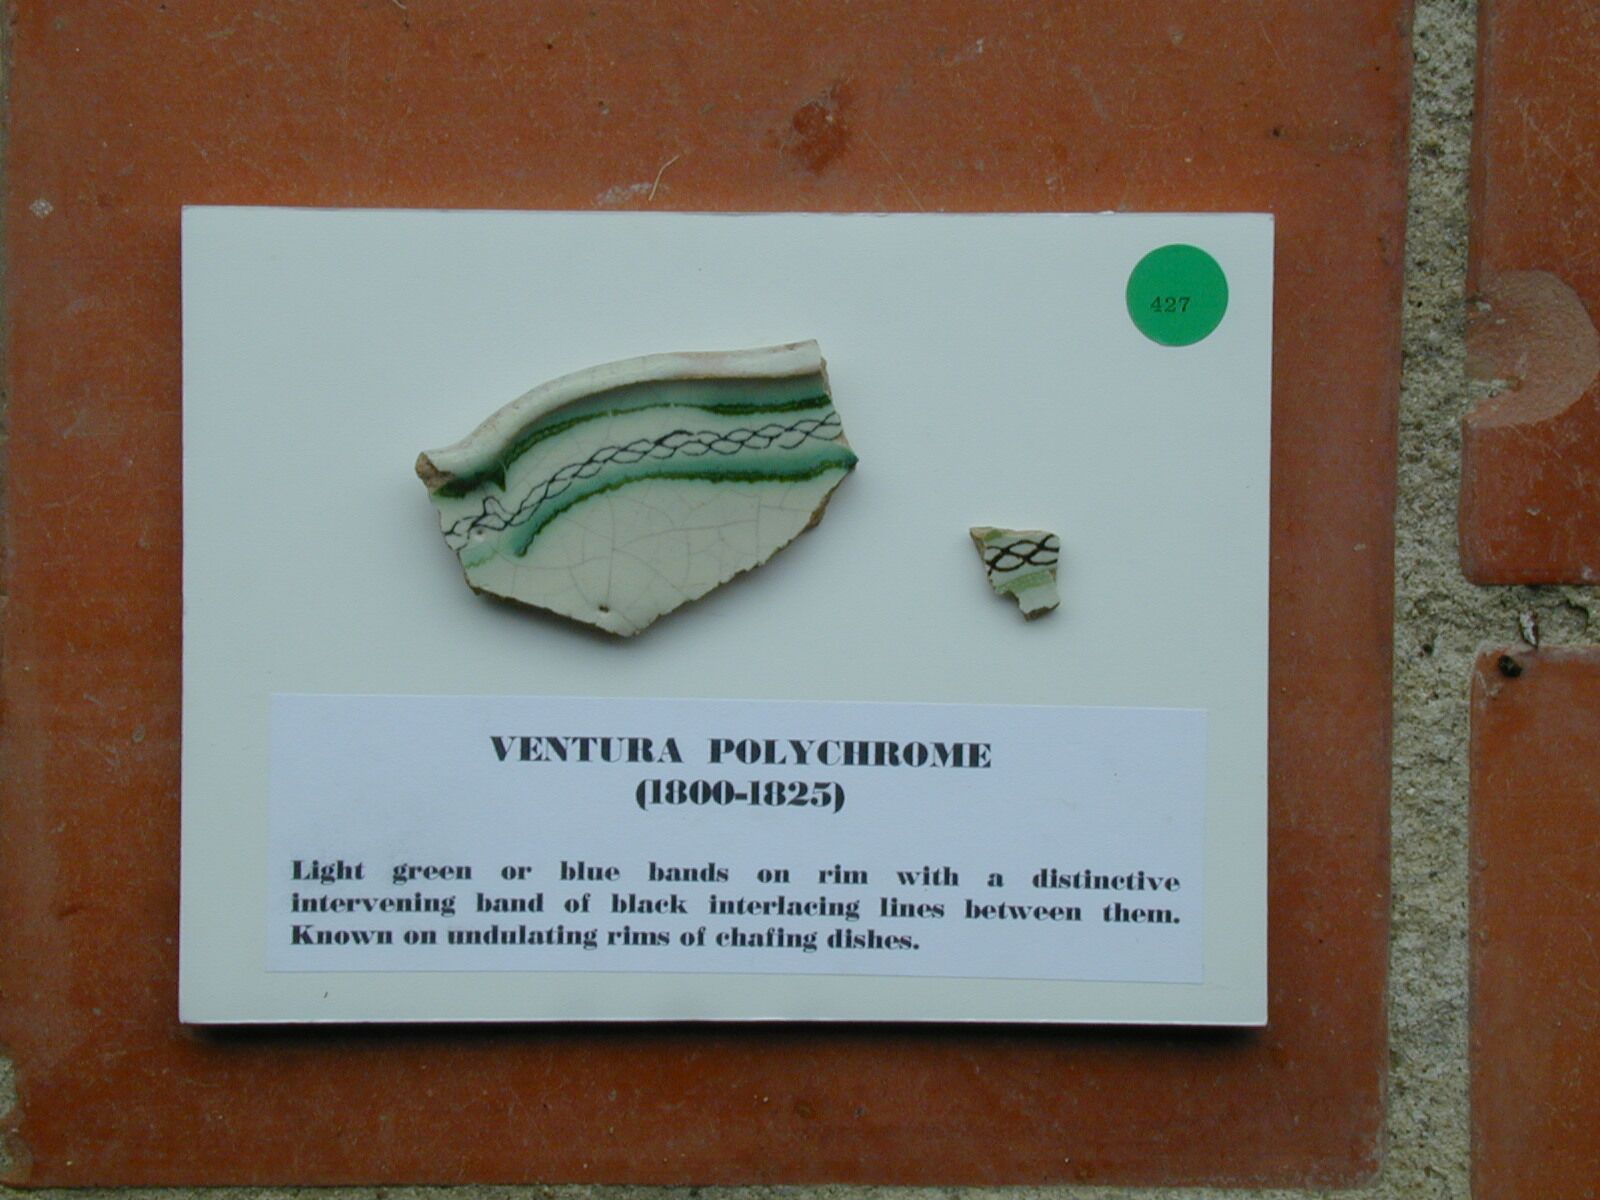 427
VENTURA POLYCHROME
(1800-1825)
Light green or blue bands on rim with a distinctive
intervening band of black interlacing lines between them.
Known on undulating rims of chafing dishes.